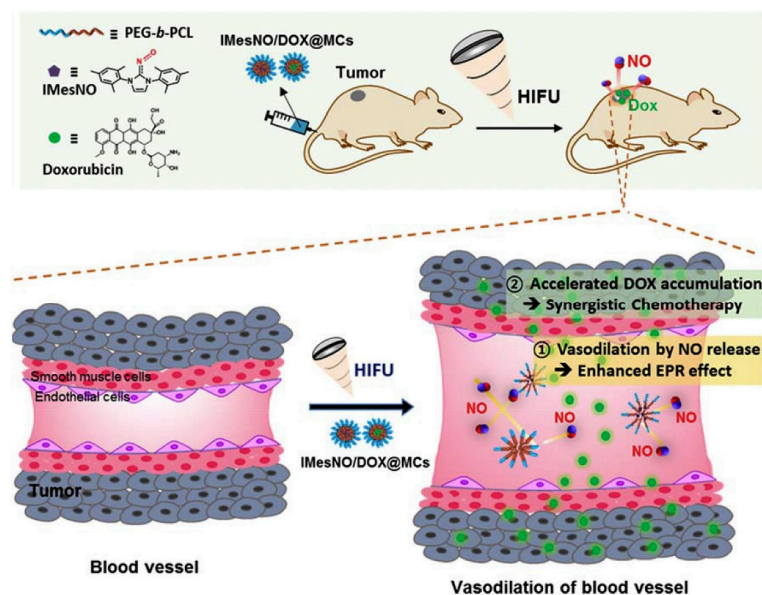 ≡ PEG-b-PCL
IMesNO/DOX@MCs
N=O
N
N
≡
IMesNO
Tumor
HIFU
NO
Dox
≡
Doxorubicin
② Accelerated DOX accumulation
➔ Synergistic Chemotherapy
① Vasodilation by NO release
➔ Enhanced EPR effect
HIFU
Smooth muscle cells
Endothelial cells
NO
NO
NO
NO
IMesNO/DOX@MCs
Tumor
Blood vessel
Vasodilation of blood vessel